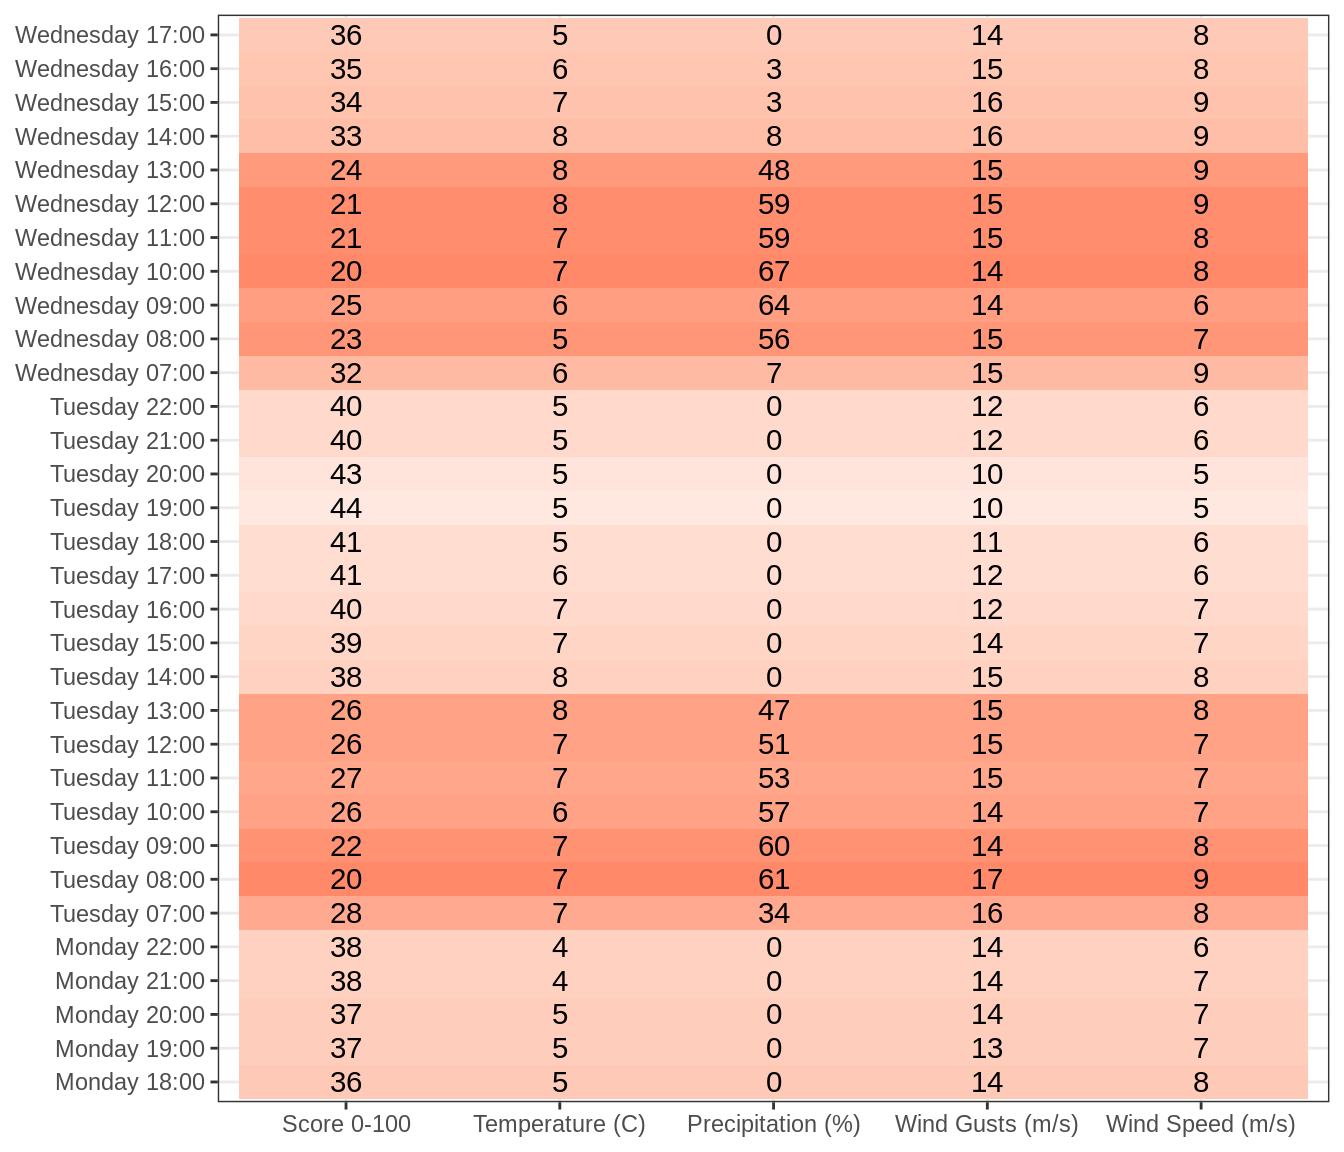 Wednesday 17:00 36 5 0 14 8
Wednesday 16:00 35 6 3 15 8
Wednesday 15:00 34 7 3 16 9
Wednesday 14:00 33 8 8 16 9
Wednesday 13:00 24 8 48 15 9
Wednesday 12:00 21 8 59 15 9
Wednesday 11:00 21 7 59 15 8
Wednesday 10:00 20 7 67 14 8
Wednesday 09:00 25 6 64 14 6
Wednesday 08:00 23 5 56 15 7
Wednesday 07:00 32 6 7 15 9
Tuesday 22:00 40 5 0 12 6
Tuesday 21:00 40 5 0 12 6
Tuesday 20:00 43 5 0 10 5
Tuesday 19:00 44 5 0 10 5
Tuesday 18:00 41 5 0 11 6
Tuesday 17:00 41 6 0 12 6
Tuesday 16:00 40 7 0 12 7
Tuesday 15:00 39 7 0 14 7
Tuesday 14:00 38 8 0 15 8
Tuesday 13:00 26 8 47 15 8
Tuesday 12:00 26 7 51 15 7
Tuesday 11:00 27 7 53 15 7
Tuesday 10:00 26 6 57 14 7
Tuesday 09:00 22 7 60 14 8
Tuesday 08:00 20 7 61 17 9
Tuesday 07:00 28 7 34 16 8
Monday 22:00 38 4 0 14 6
Monday 21:00 38 4 0 14 7
Monday 20:00 37 5 0 14 7
Monday 19:00 37 5 0 13 7
Monday 18:00 36 5 0 14 8
Score 0-100 Temperature (C) Precipitation (%) Wind Gusts (m/s) Wind Speed (m/s)